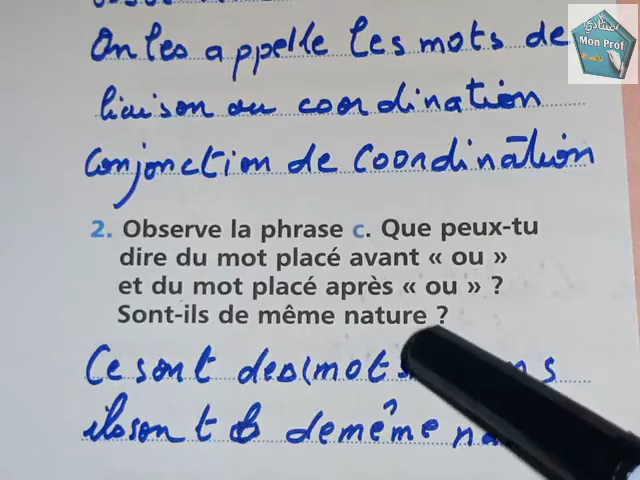 أستاذي
Mon Prof
On les appelle les mots de
liaison ou coordination
Conjonction de Coordination
2. Observe la phrase c. Que peux-tu
dire du mot placé avant « ou »
et du mot placé après « ou » ?
Sont-ils de même nature ?
Ce sont des (mots
ils sont de même